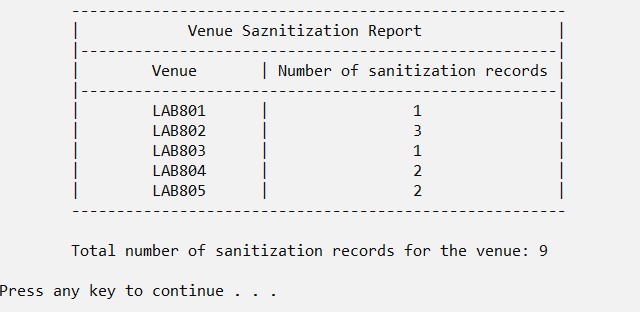 Venue Saznitization Report
Venue | Number of sanitization records
LAB801 | 1
LAB802 | 3
LAB803 | 1
LAB804 | 2
LAB805 | 2
Total number of sanitization records for the venue: 9
Press any key to continue . . .